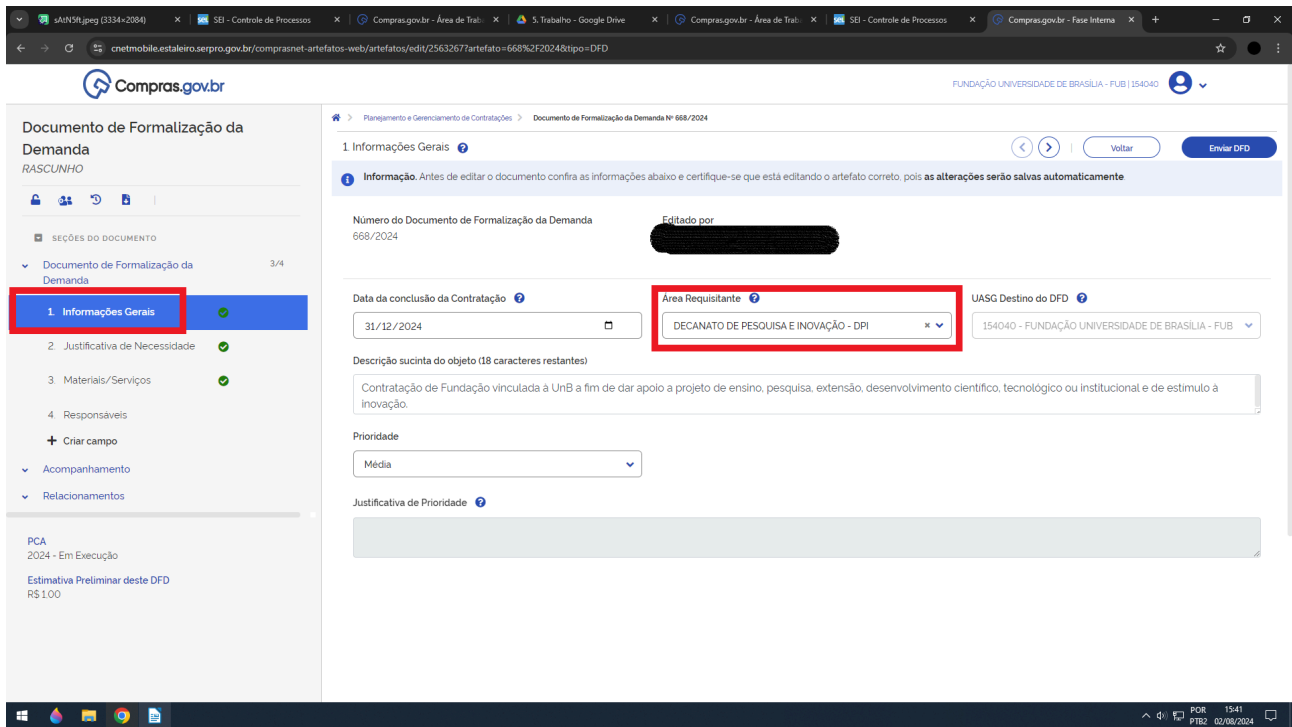 sAtN5ft.jpeg (3334×2084)
SEI - Controle de Processos
Compras.gov.br - Área de Trab
5. Trabalho - Google Drive
Compras.gov.br - Área de Trab
SEI - Controle de Processos
Compras.gov.br - Fase Interna
cnetmobile.estaleiro.serpro.gov.br/comprasnet-artefatos-web/artefatos/edit/2563267?artefato=668%2F2024&tipo=DFD
Compras.gov.br
FUNDAÇÃO UNIVERSIDADE DE BRASÍLIA - FUB | 154040
Documento de Formalização da
Demanda
RASCUNHO
SEÇÕES DO DOCUMENTO
Documento de Formalização da
Demanda
3/4
1. Informações Gerais
2. Justificativa de Necessidade
3. Materiais/Serviços
4. Responsáveis
+ Criar campo
Acompanhamento
Relacionamentos
PCA
2024 - Em Execução
Estimativa Preliminar deste DFD
R$ 1,00
Planejamento e Gerenciamento de Contratações > Documento de Formalização da Demanda Nº 668/2024
1. Informações Gerais
Voltar
Enviar DFD
Informação. Antes de editar o documento confira as informações abaixo e certifique-se que está editando o artefato correto, pois as alterações serão salvas automaticamente.
Número do Documento de Formalização da Demanda
668/2024
Editado por
Data da conclusão da Contratação
31/12/2024
Área Requisitante
DECANATO DE PESQUISA E INOVAÇÃO - DPI
UASG Destino do DFD
154040 - FUNDAÇÃO UNIVERSIDADE DE BRASÍLIA - FUB
Descrição sucinta do objeto (18 caracteres restantes)
Contratação de Fundação vinculada à UnB a fim de dar apoio a projeto de ensino, pesquisa, extensão, desenvolvimento científico, tecnológico ou institucional e de estímulo à
inovação.
Prioridade
Média
Justificativa de Prioridade
POR
PTB2
15:41
02/08/2024